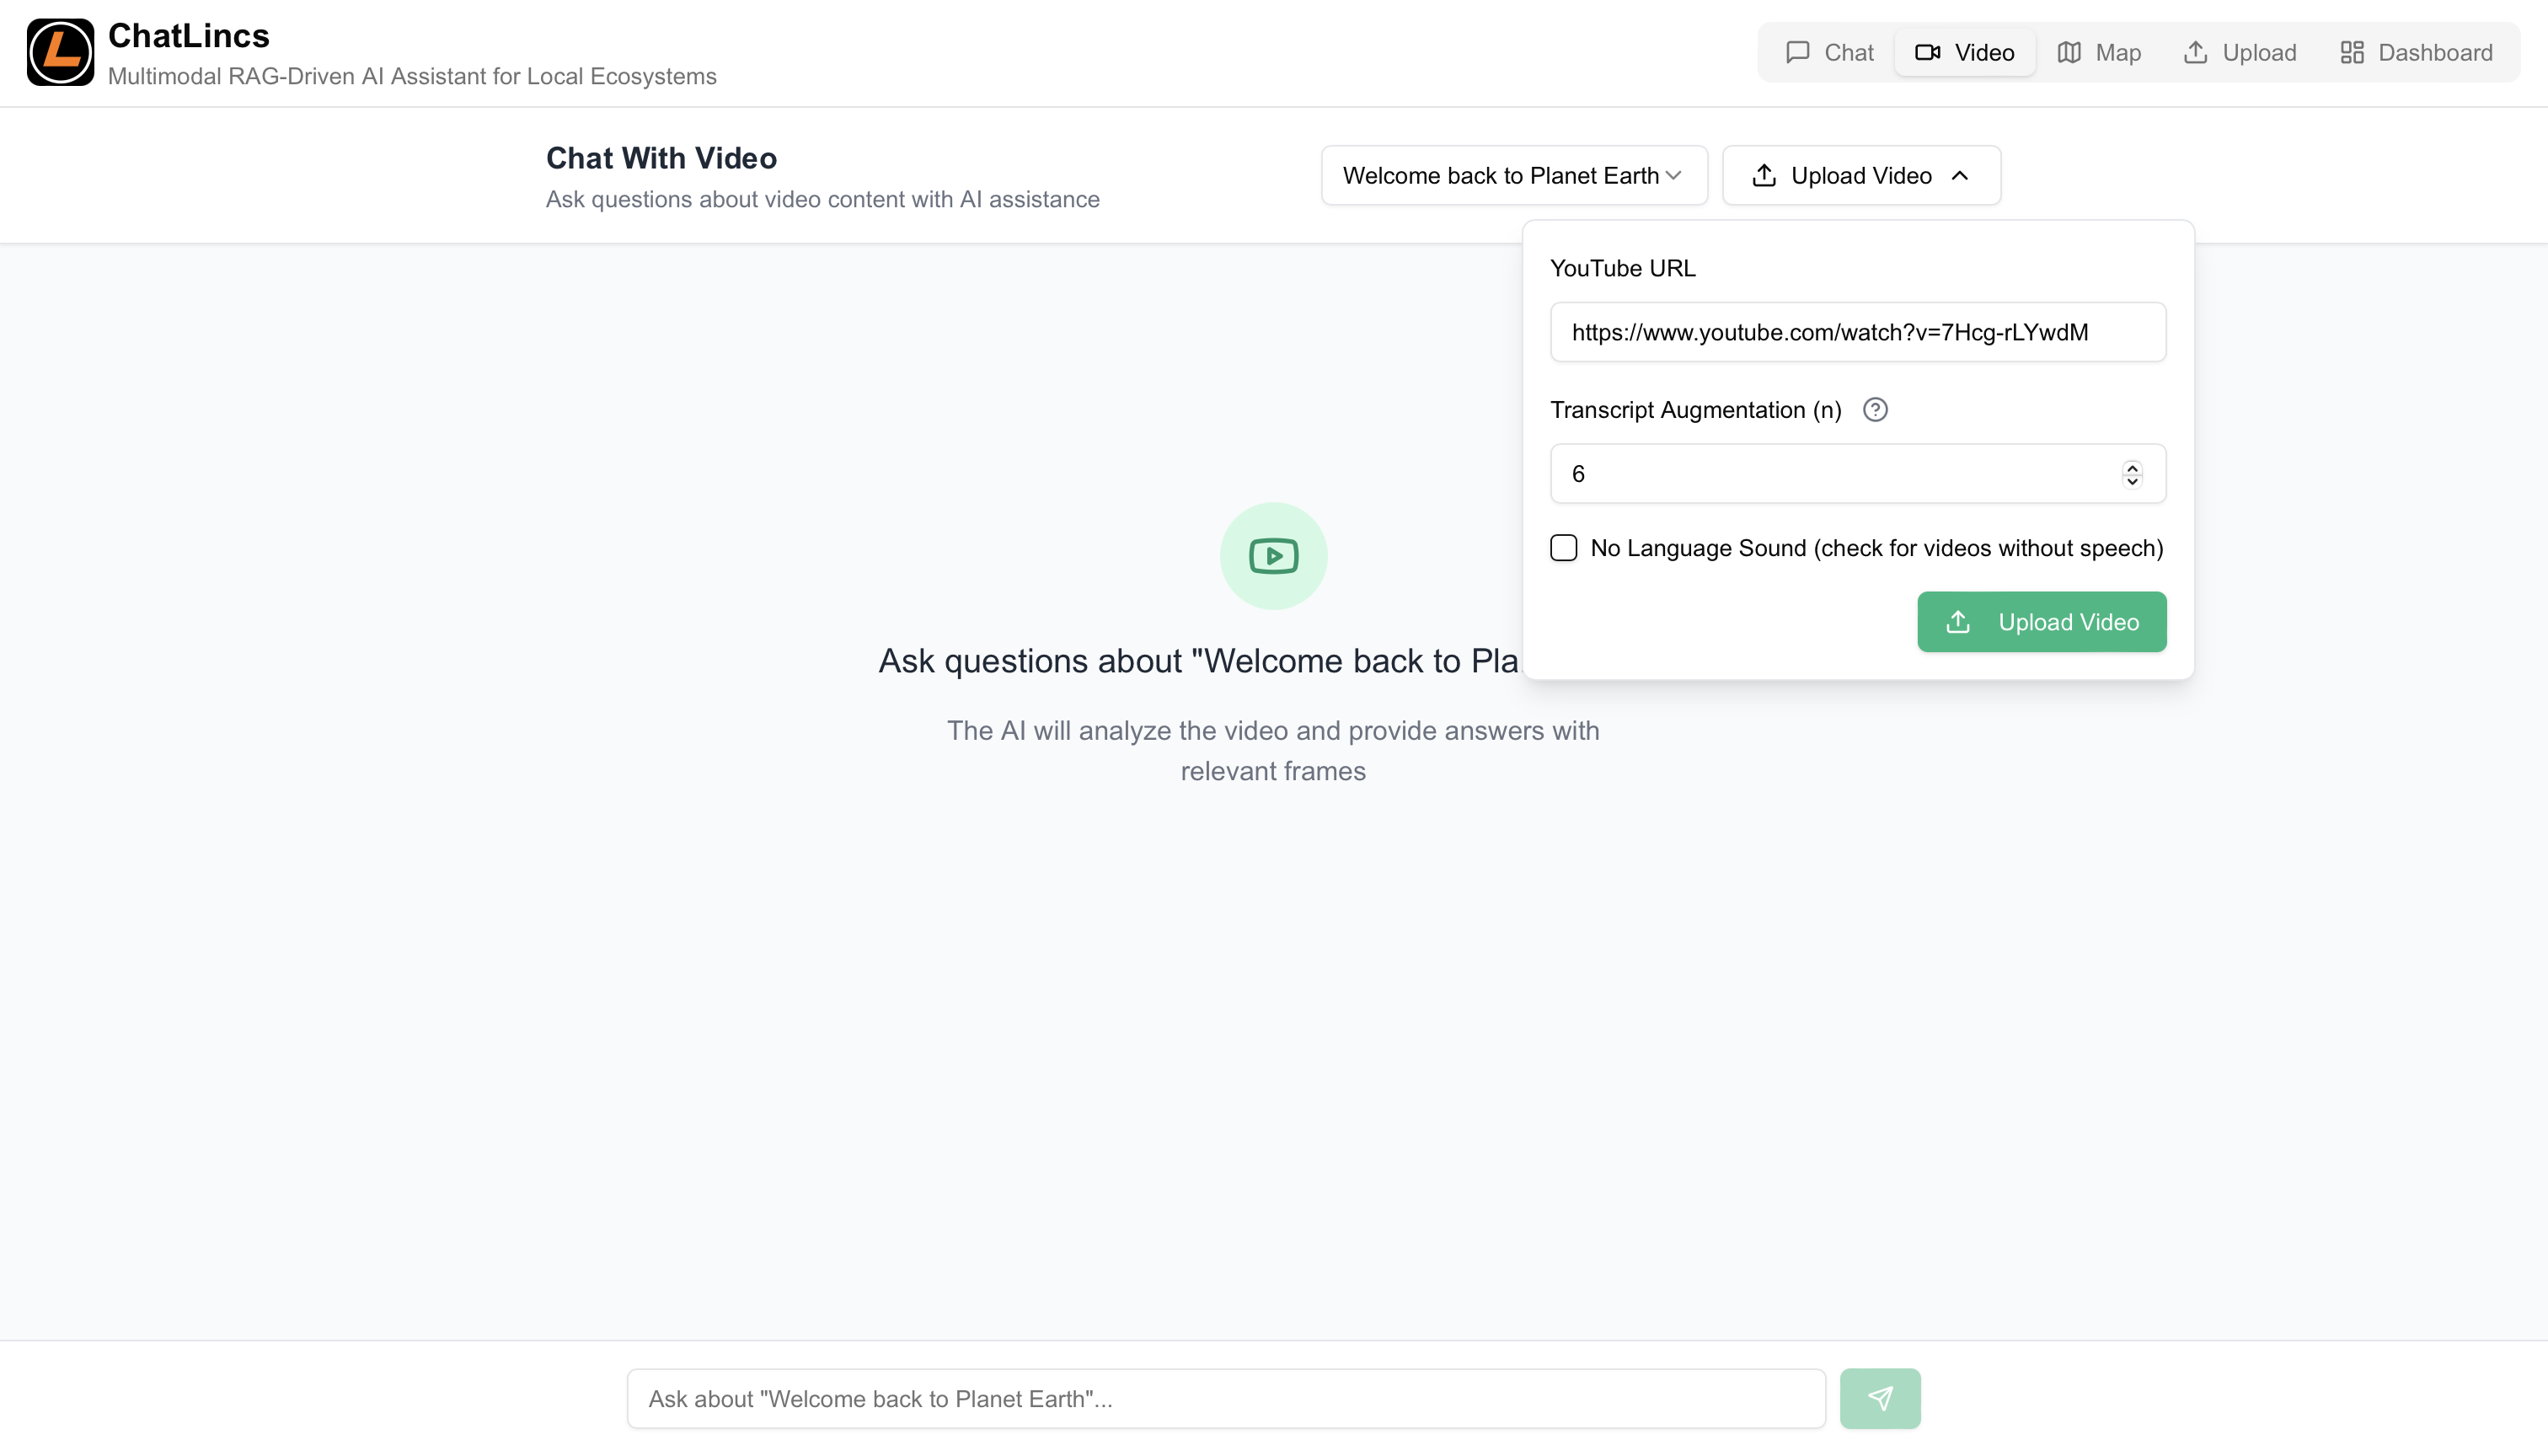 L
ChatLincs
Multimodal RAG-Driven AI Assistant for Local Ecosystems
Chat
Video
Map
Upload
Dashboard
Chat With Video
Ask questions about video content with AI assistance
Welcome back to Planet Earth
Upload Video
YouTube URL
https://www.youtube.com/watch?v=7Hcg-rLYwdM
Transcript Augmentation (n) ?
6
No Language Sound (check for videos without speech)
Upload Video
Ask questions about "Welcome back to Pla
The AI will analyze the video and provide answers with
relevant frames
Ask about "Welcome back to Planet Earth"...